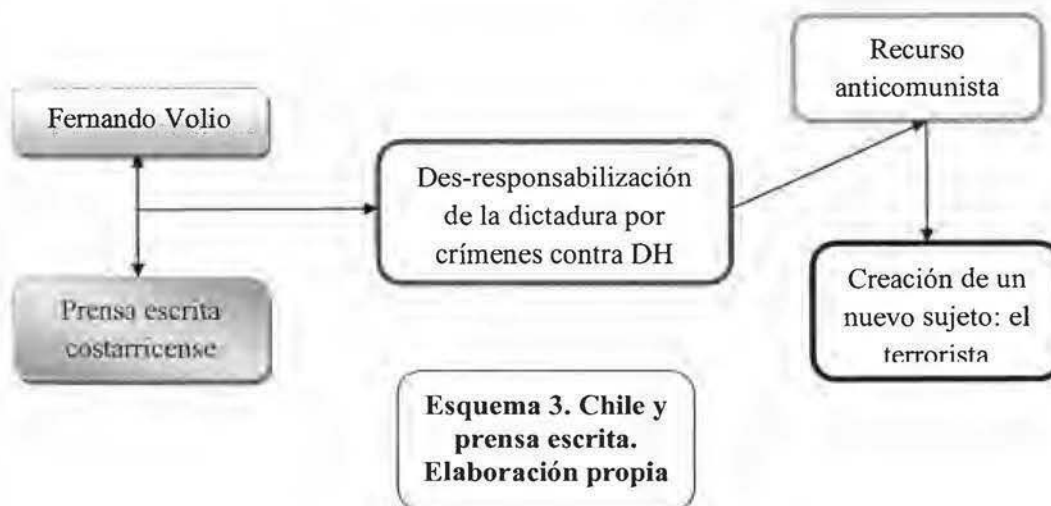 Fernando Volio
Prensa escrita
costarricense
Des-responsabilización
de la dictadura por
crímenes contra DH
Recurso
anticomunista
Creación de un
nuevo sujeto: el
terrorista
Esquema 3. Chile y
prensa escrita.
Elaboración propia